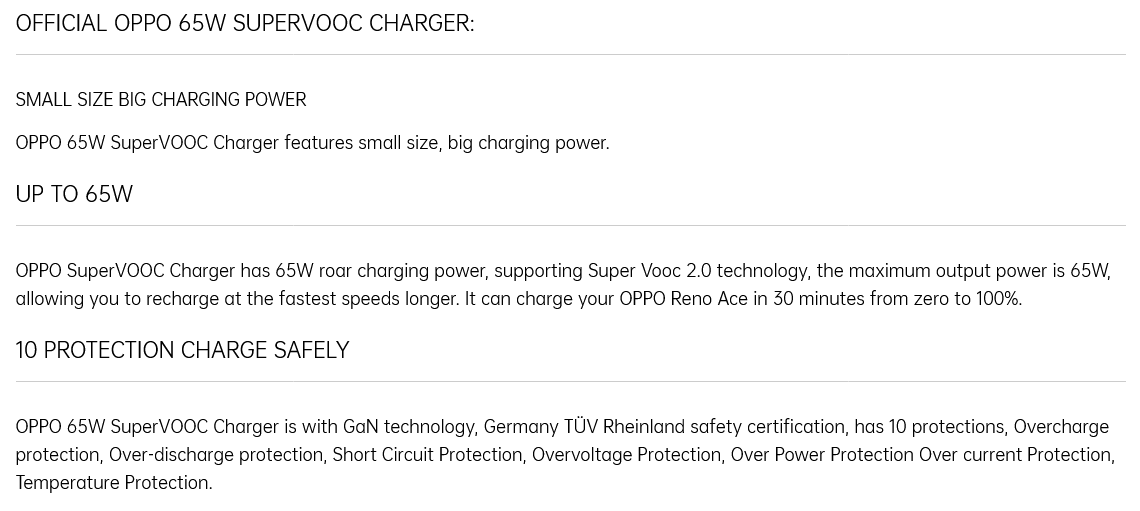 OFFICIAL OPPO 65W SUPERVOOC CHARGER:
SMALL SIZE BIG CHARGING POWER
OPPO 65W SuperVOOC Charger features small size, big charging power.
UP TO 65W
OPPO SuperVOOC Charger has 65W roar charging power, supporting Super Vooc 2.0 technology, the maximum output power is 65W,
allowing you to recharge at the fastest speeds longer. It can charge your OPPO Reno Ace in 30 minutes from zero to 100%.
10 PROTECTION CHARGE SAFELY
OPPO 65W SuperVOOC Charger is with GaN technology, Germany TÜV Rheinland safety certification, has 10 protections, Overcharge
protection, Over-discharge protection, Short Circuit Protection, Overvoltage Protection, Over Power Protection Over current Protection,
Temperature Protection.